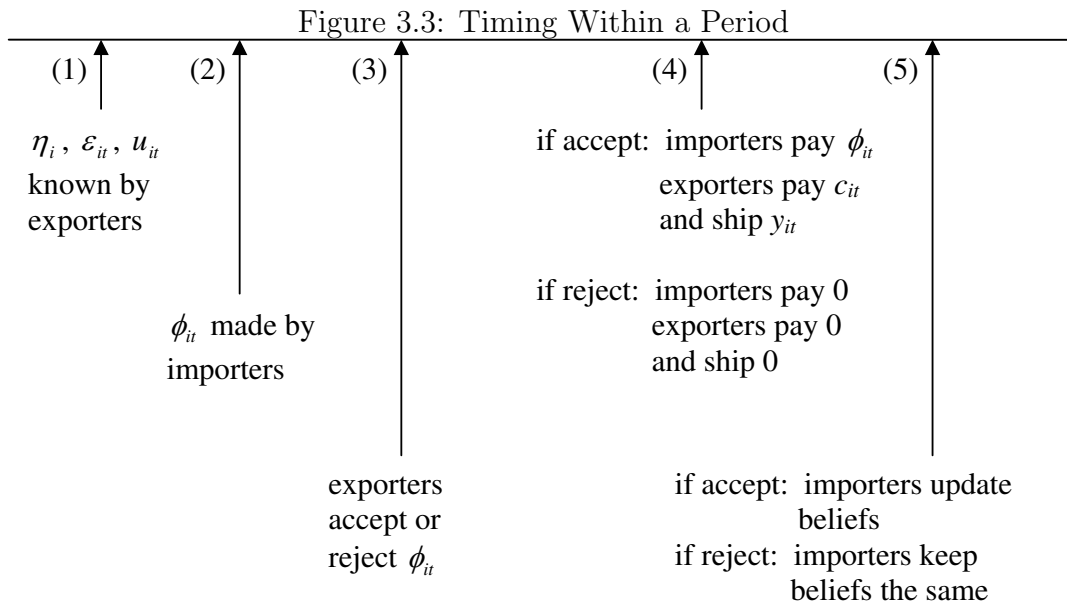 Figure 3.3: Timing Within a Period
(1)
(2)
(3)
(4)
(5)
η_i , ε_it , u_it
known by
exporters
ϕ_it made by
importers
exporters
accept or
reject ϕ_it
if accept: importers pay ϕ_it
exporters pay c_it
and ship y_it
if reject: importers pay 0
exporters pay 0
and ship 0
if accept: importers update
beliefs
if reject: importers keep
beliefs the same